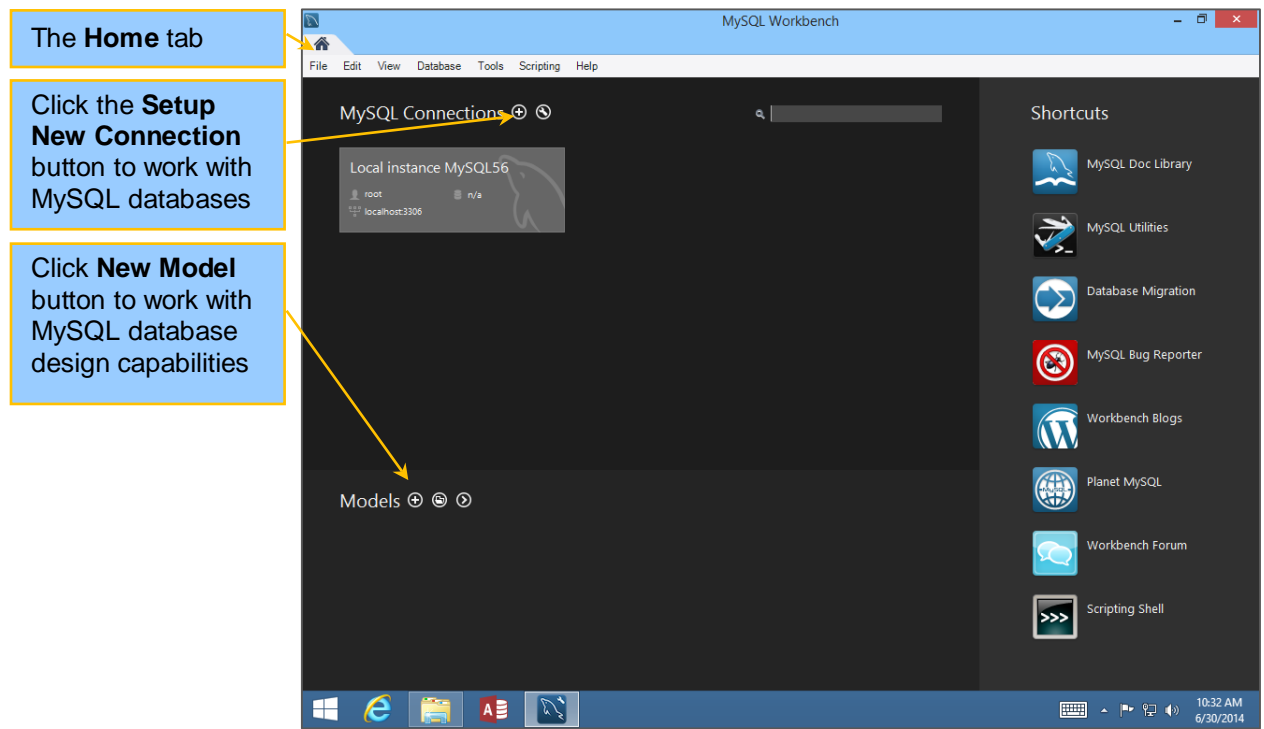 The Home tab
Click the Setup
New Connection
button to work with
MySQL databases
Click New Model
button to work with
MySQL database
design capabilities
MySQL Workbench
File Edit View Database Tools Scripting Help
MySQL Connections
Local instance MySQL56
root n/a
localhost:3306
Models
Shortcuts
MySQL Doc Library
MySQL Utilities
Database Migration
MySQL Bug Reporter
Workbench Blogs
Planet MySQL
Workbench Forum
Scripting Shell
10:32 AM
6/30/2014